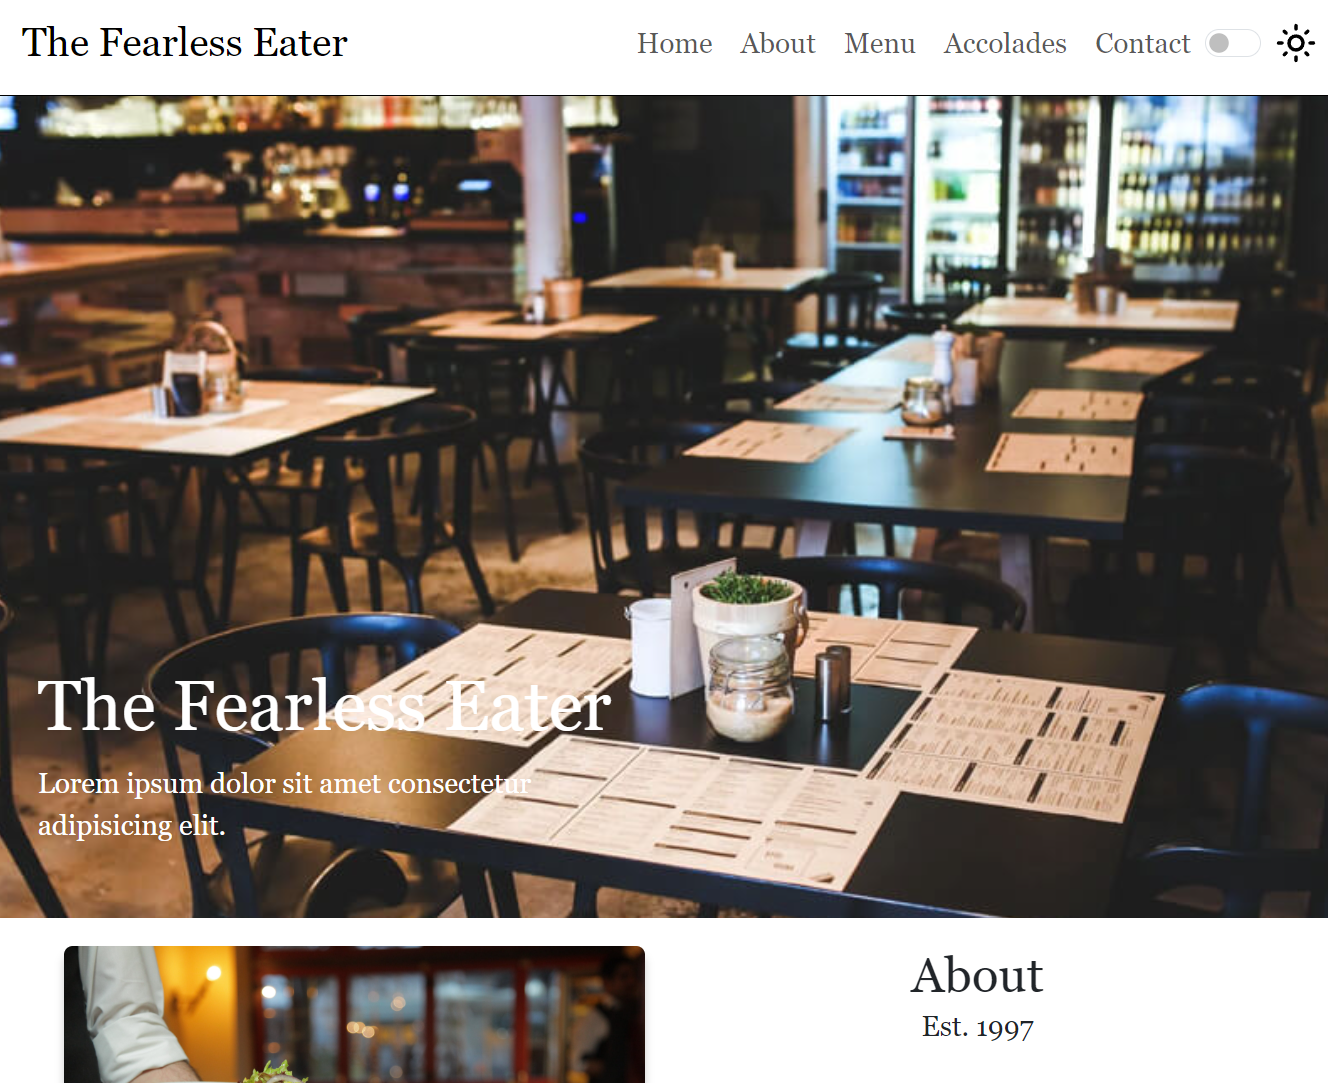 The Fearless Eater
Home About Menu Accolades Contact
The Fearless Eater
Lorem ipsum dolor sit amet consectetur
adipisicing elit.
About
Est. 1997